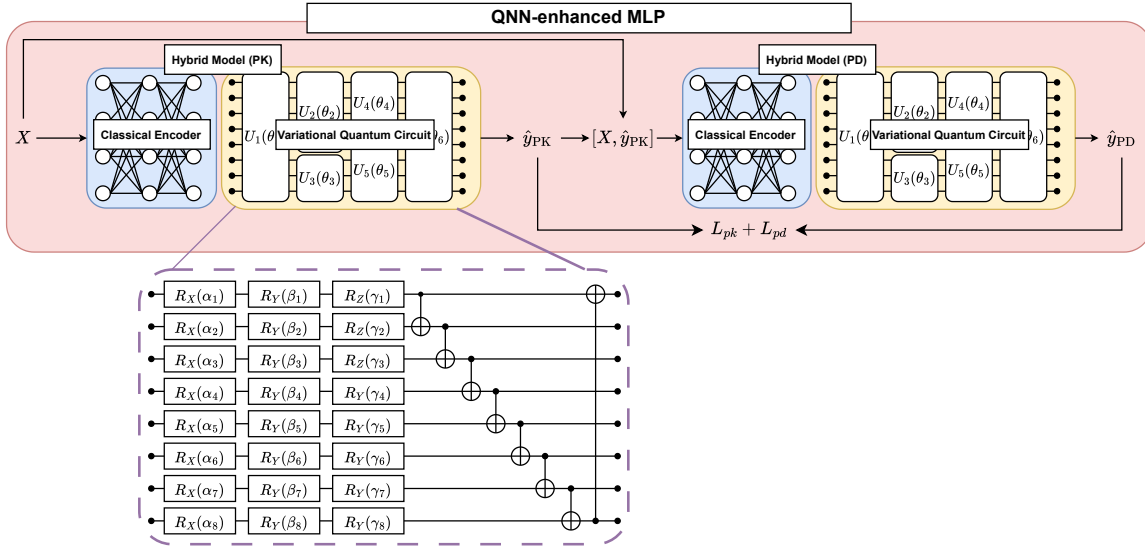 QNN-enhanced MLP
Hybrid Model (PK)
Hybrid Model (PD)
X
Classical Encoder
U_1(θ
U_2(θ_2)
U_3(θ_3)
U_4(θ_4)
U_5(θ_5)
θ_6)
Variational Quantum Circuit
ŷ_PK
[X, ŷ_PK]
Classical Encoder
U_1(θ
U_2(θ_2)
U_3(θ_3)
U_4(θ_4)
U_5(θ_5)
θ_6)
Variational Quantum Circuit
ŷ_PD
L_pk + L_pd
R_X(α_1) R_Y(β_1) R_Z(γ_1)
R_X(α_2) R_Y(β_2) R_Z(γ_2)
R_X(α_3) R_Y(β_3) R_Z(γ_3)
R_X(α_4) R_Y(β_4) R_Y(γ_4)
R_X(α_5) R_Y(β_5) R_Y(γ_5)
R_X(α_6) R_Y(β_6) R_Y(γ_6)
R_X(α_7) R_Y(β_7) R_Y(γ_7)
R_X(α_8) R_Y(β_8) R_Y(γ_8)